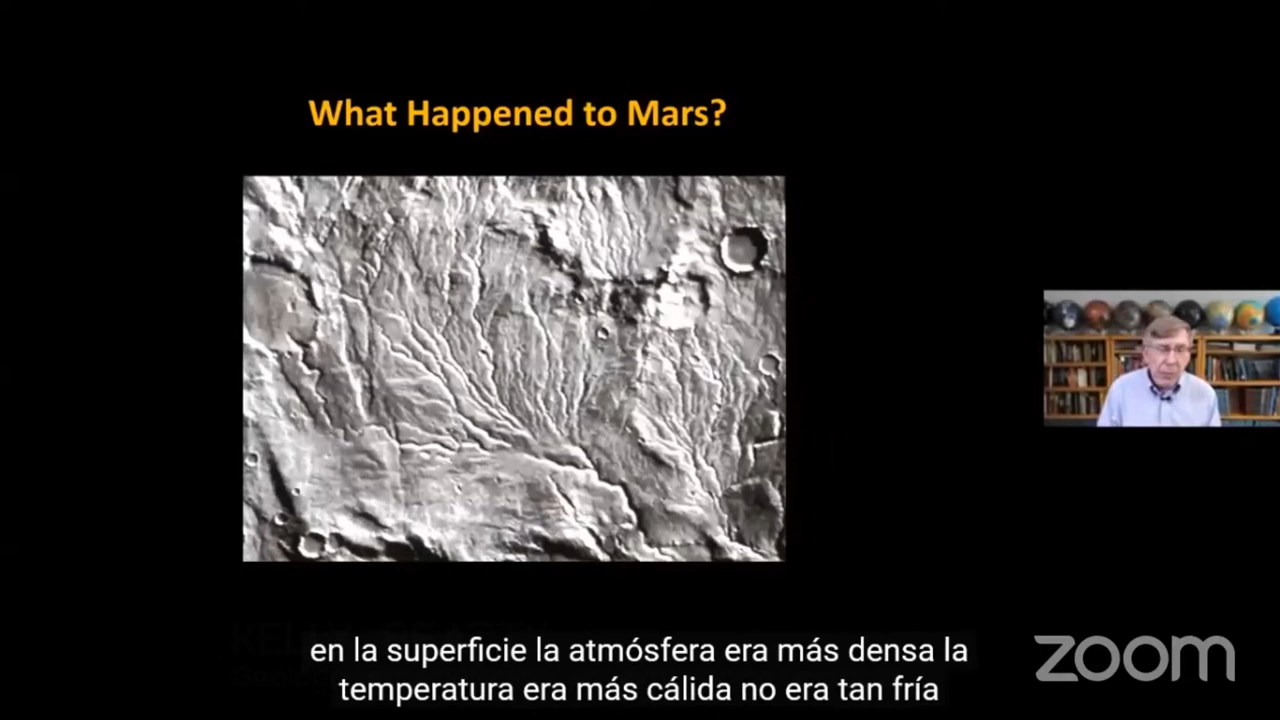 What Happened to Mars?
en la superficie la atmósfera era más densa la
temperatura era más cálida no era tan fría
zoom